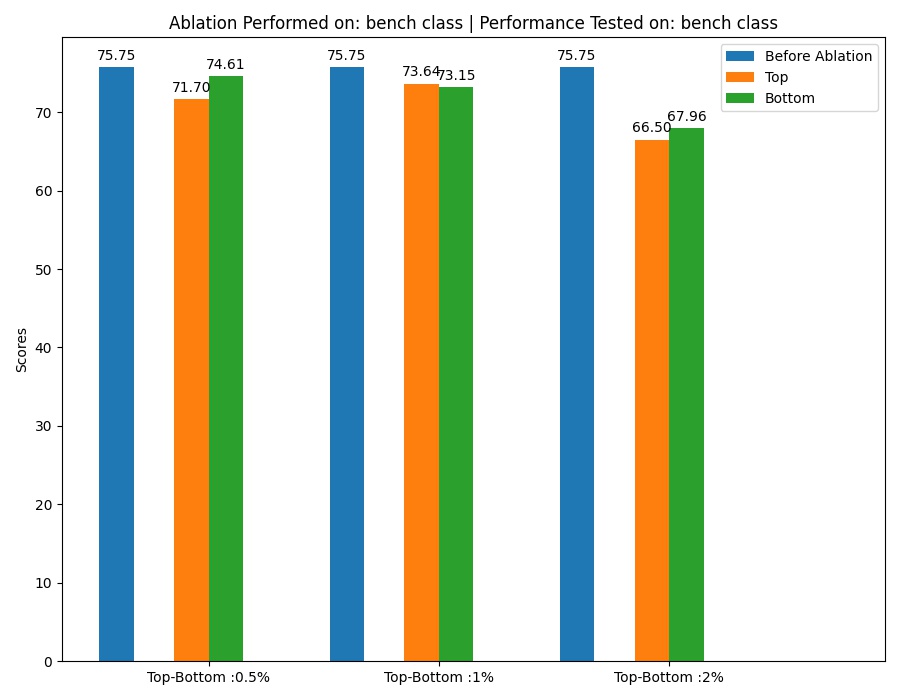 Ablation Performed on: bench class | Performance Tested on: bench class
Before Ablation
Top
Bottom
75.75
71.70
74.61
75.75
73.64
73.15
75.75
66.50
67.96
Scores
70
60
50
40
30
20
10
0
Top-Bottom :0.5%
Top-Bottom :1%
Top-Bottom :2%